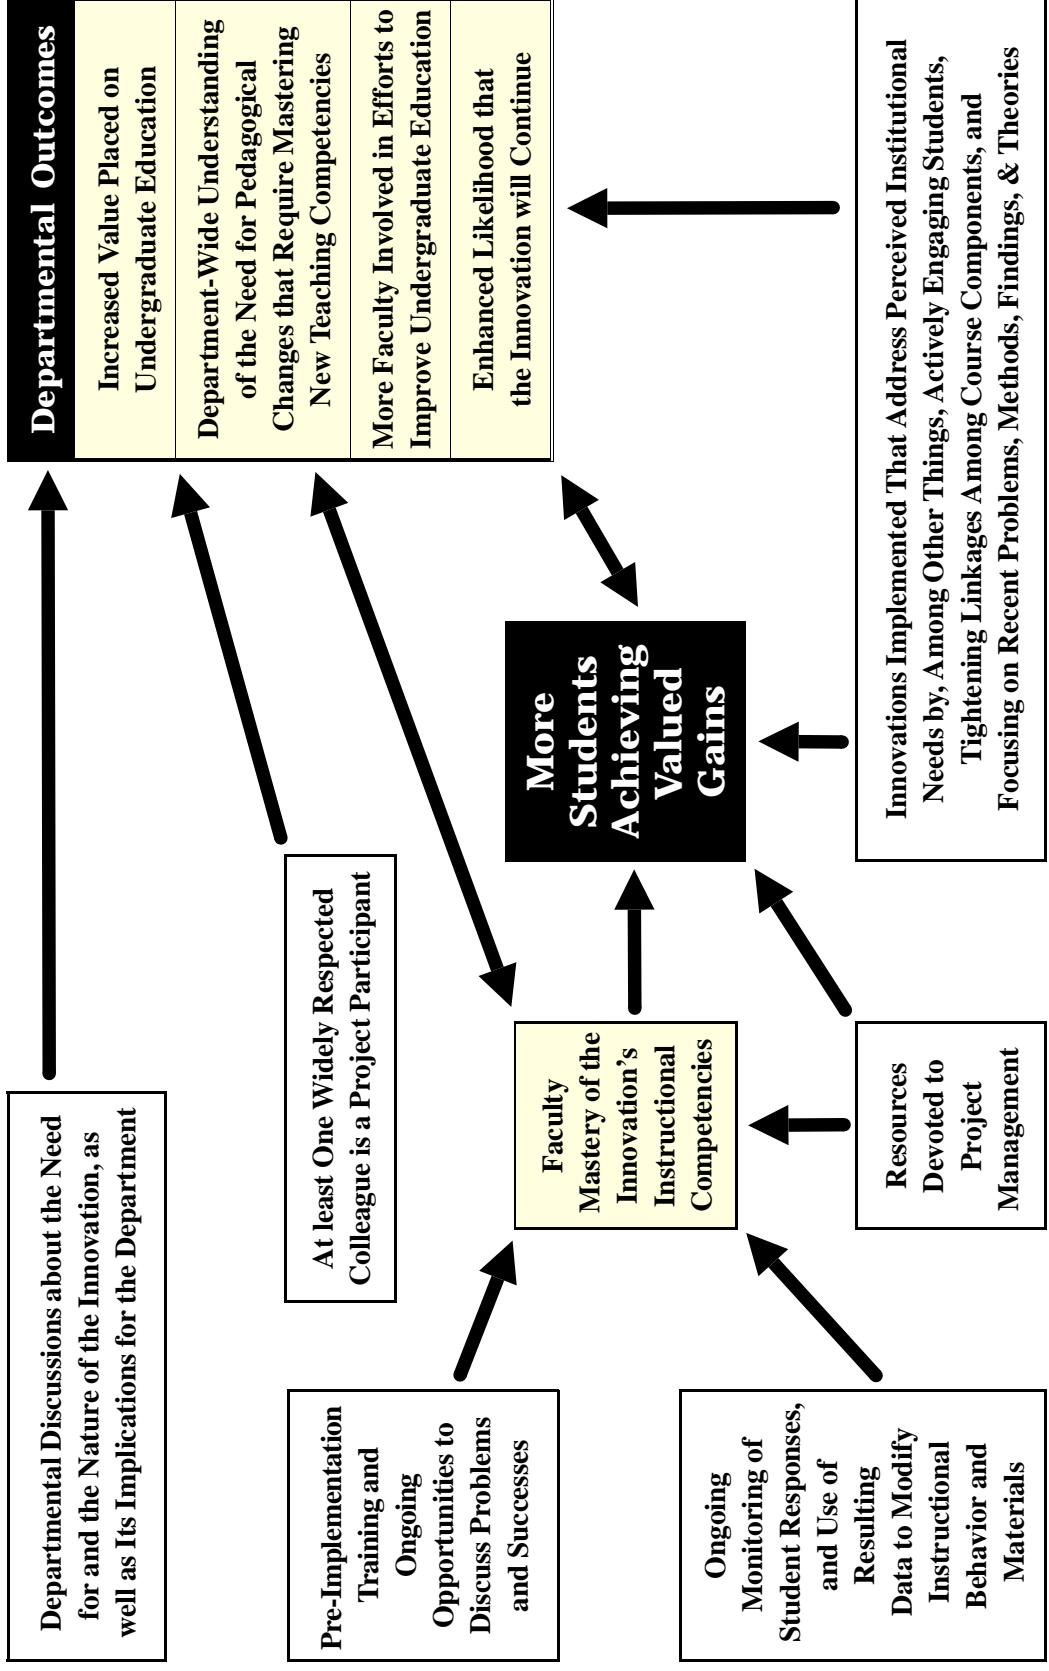 Departmental Discussions about the Need
for and the Nature of the Innovation, as
well as Its Implications for the Department
Departmental Outcomes
Increased Value Placed on
Undergraduate Education
Department-Wide Understanding
of the Need for Pedagogical
Changes that Require Mastering
New Teaching Competencies
More Faculty Involved in Efforts to
Improve Undergraduate Education
Enhanced Likelihood that
the Innovation will Continue
At least One Widely Respected
Colleague is a Project Participant
Pre-Implementation
Training and
Ongoing
Opportunities to
Discuss Problems
and Successes
Faculty
Mastery of the
Innovation’s
Instructional
Competencies
More
Students
Achieving
Valued
Gains
Ongoing
Monitoring of
Student Responses,
and Use of
Resulting
Data to Modify
Instructional
Behavior and
Materials
Resources
Devoted to
Project
Management
Innovations Implemented That Address Perceived Institutional
Needs by, Among Other Things, Actively Engaging Students,
Tightening Linkages Among Course Components, and
Focusing on Recent Problems, Methods, Findings, & Theories